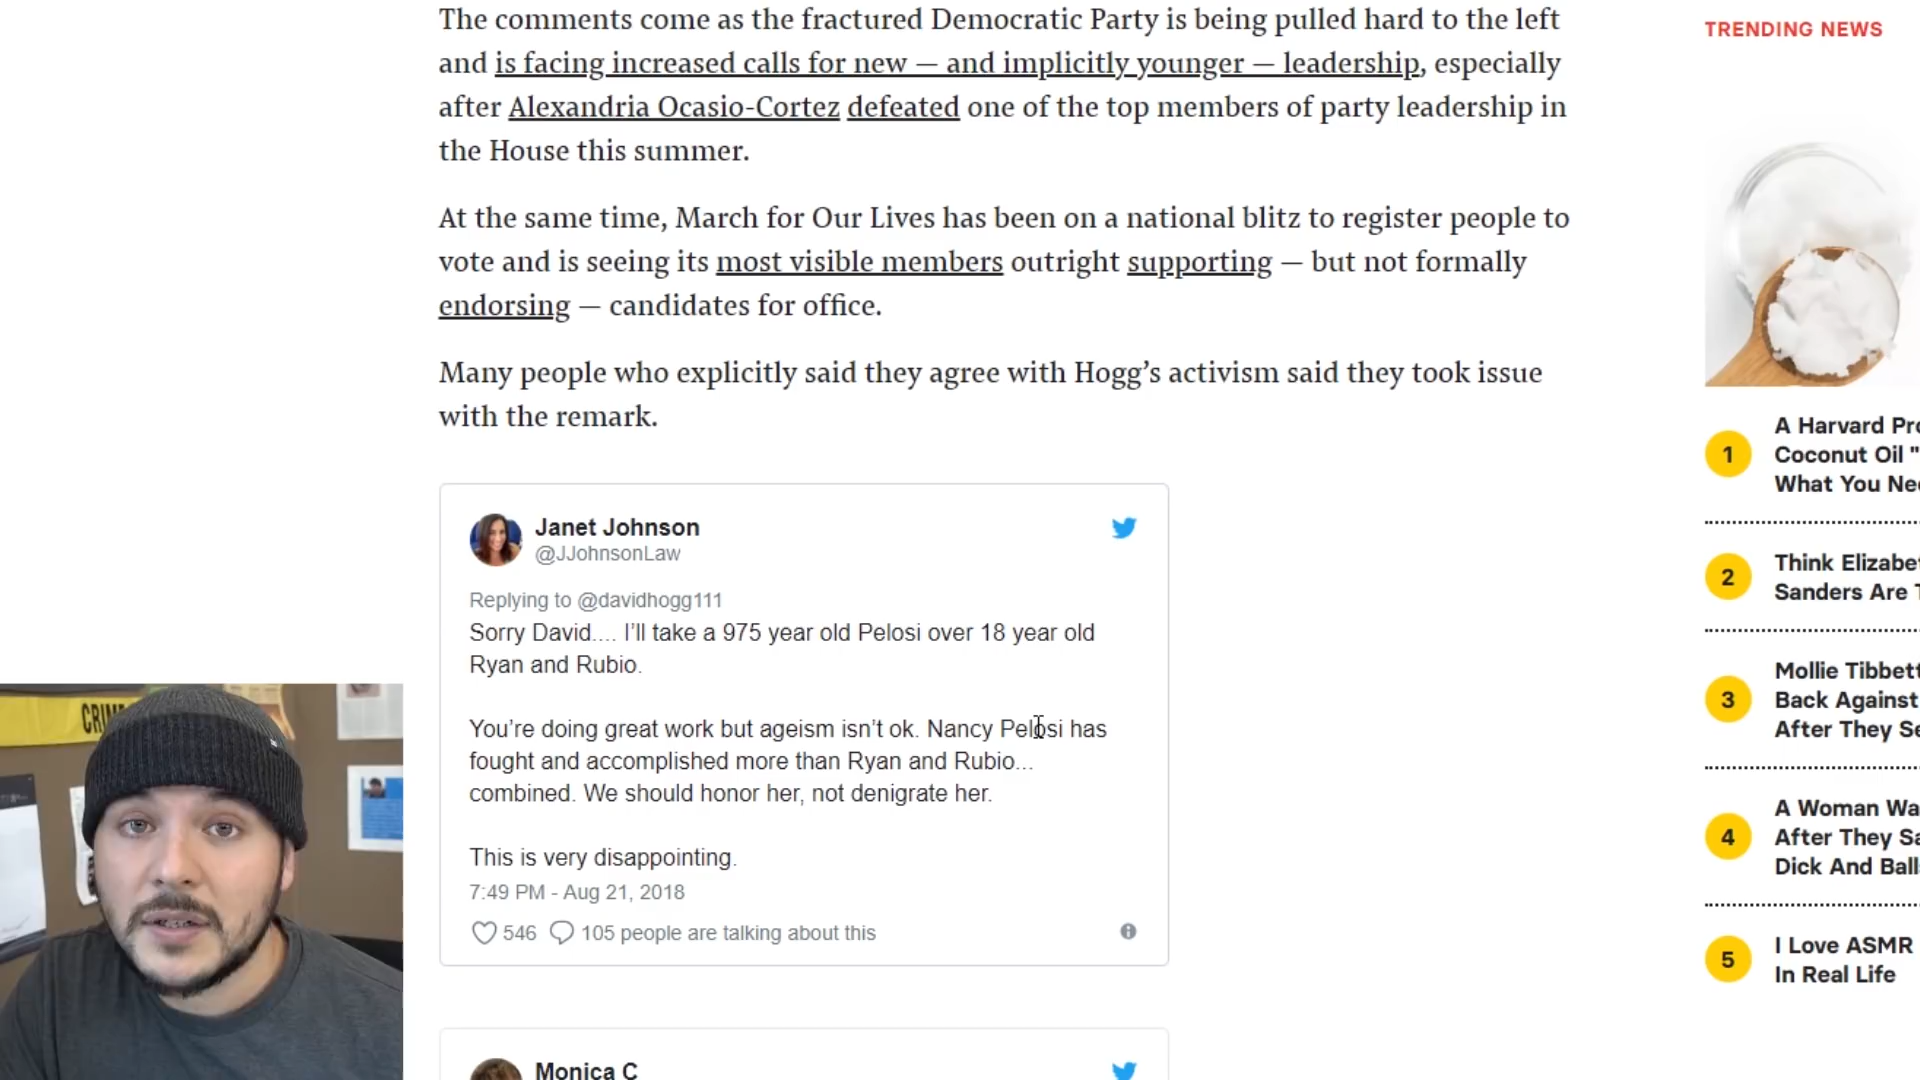 The comments come as the fractured Democratic Party is being pulled hard to the left
and is facing increased calls for new — and implicitly younger — leadership, especially
after Alexandria Ocasio-Cortez defeated one of the top members of party leadership in
the House this summer.
At the same time, March for Our Lives has been on a national blitz to register people to
vote and is seeing its most visible members outright supporting — but not formally
endorsing — candidates for office.
Many people who explicitly said they agree with Hogg’s activism said they took issue
with the remark.
Janet Johnson
@JJohnsonLaw
Replying to @davidhogg111
Sorry David.... I’ll take a 975 year old Pelosi over 18 year old
Ryan and Rubio.
You’re doing great work but ageism isn’t ok. Nancy Pelosi has
fought and accomplished more than Ryan and Rubio...
combined. We should honor her, not denigrate her.
This is very disappointing.
7:49 PM - Aug 21, 2018
546 105 people are talking about this
Monica C
TRENDING NEWS
1
A Harvard Pro
Coconut Oil "
What You Nee
2
Think Elizabet
Sanders Are T
3
Mollie Tibbett
Back Against
After They Se
4
A Woman Wa
After They Sa
Dick And Ball
5
I Love ASMR
In Real Life
CRIM